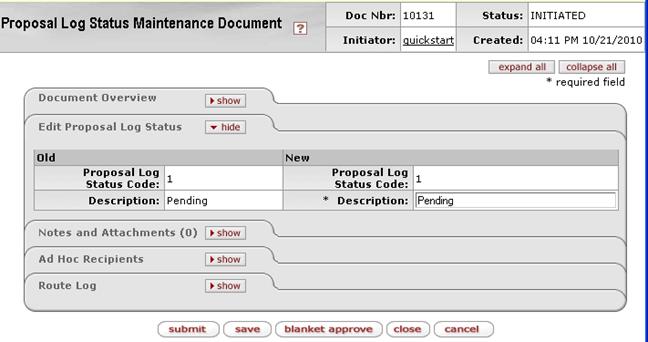 Proposal Log Status Maintenance Document ?
Doc Nbr: 10131 Status: INITIATED
Initiator: quickstart Created: 04:11 PM 10/21/2010
expand all collapse all
* required field
Document Overview show
Edit Proposal Log Status hide
Old New
Proposal Log Status Code: 1 Proposal Log Status Code: 1
Description: Pending * Description: Pending
Notes and Attachments (0) show
Ad Hoc Recipients show
Route Log show
submit save blanket approve close cancel